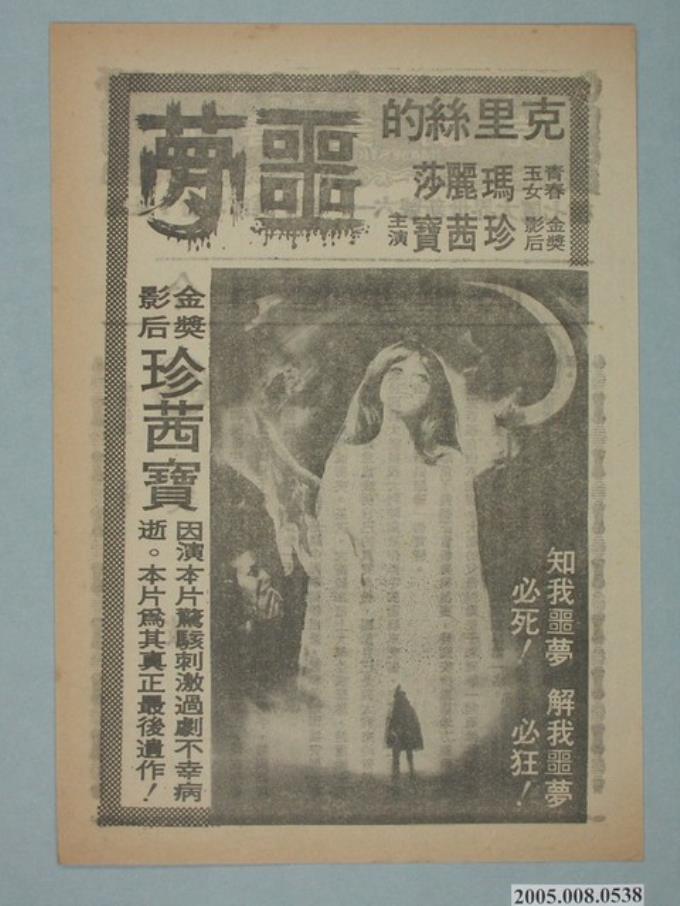 克里絲的
噩夢
青春玉女 瑪麗莎
金獎影后 珍茜寶 主演
知我噩夢必死！
解我噩夢必狂！
金獎影后
珍茜寶
因演本片驚駭刺激過劇不幸病
逝。本片為其真正最後遺作！
2005.008.0538